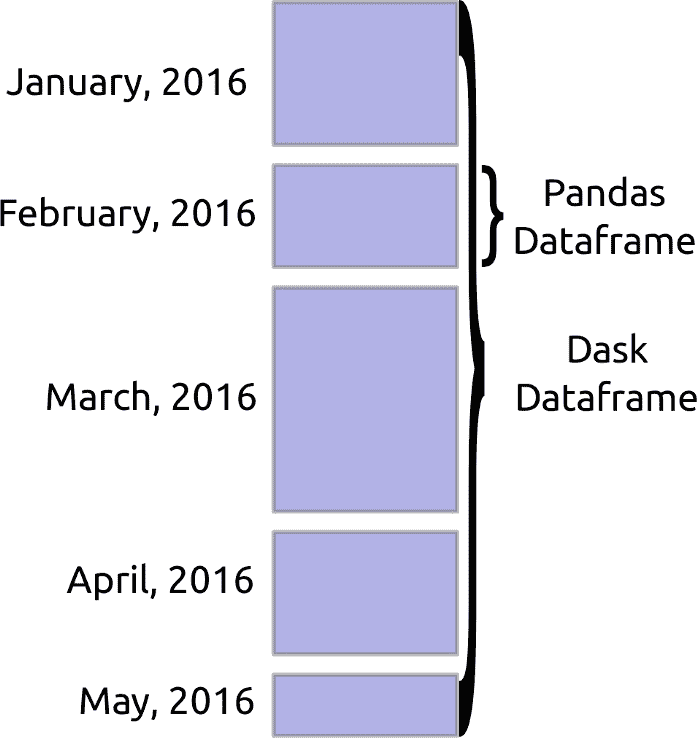 January, 2016
February, 2016
Pandas
Dataframe
March, 2016
Dask
Dataframe
April, 2016
May, 2016